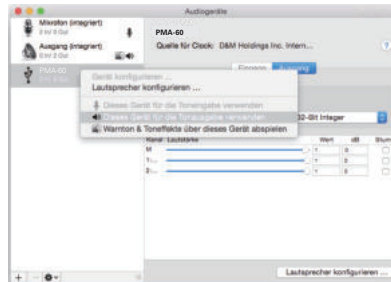 Audiogeräte
Mikrofon (integriert)
2 In/ 0 Out
Ausgang (integriert)
0 In/ 2 Out
PMA-60
PMA-60
Quelle für Clock: D&M Holdings Inc. Intern...
?
Eingang Ausgang
Gerät konfigurieren ...
Lautsprecher konfigurieren ...
Dieses Gerät für die Toneingabe verwenden
Dieses Gerät für die Tonausgabe verwenden
Warnton & Toneffekte über dieses Gerät abspielen
32-Bit Integer
Kanal Lautstärke Wert dB Stumm
M
1:...
2:...
Lautsprecher konfigurieren ...